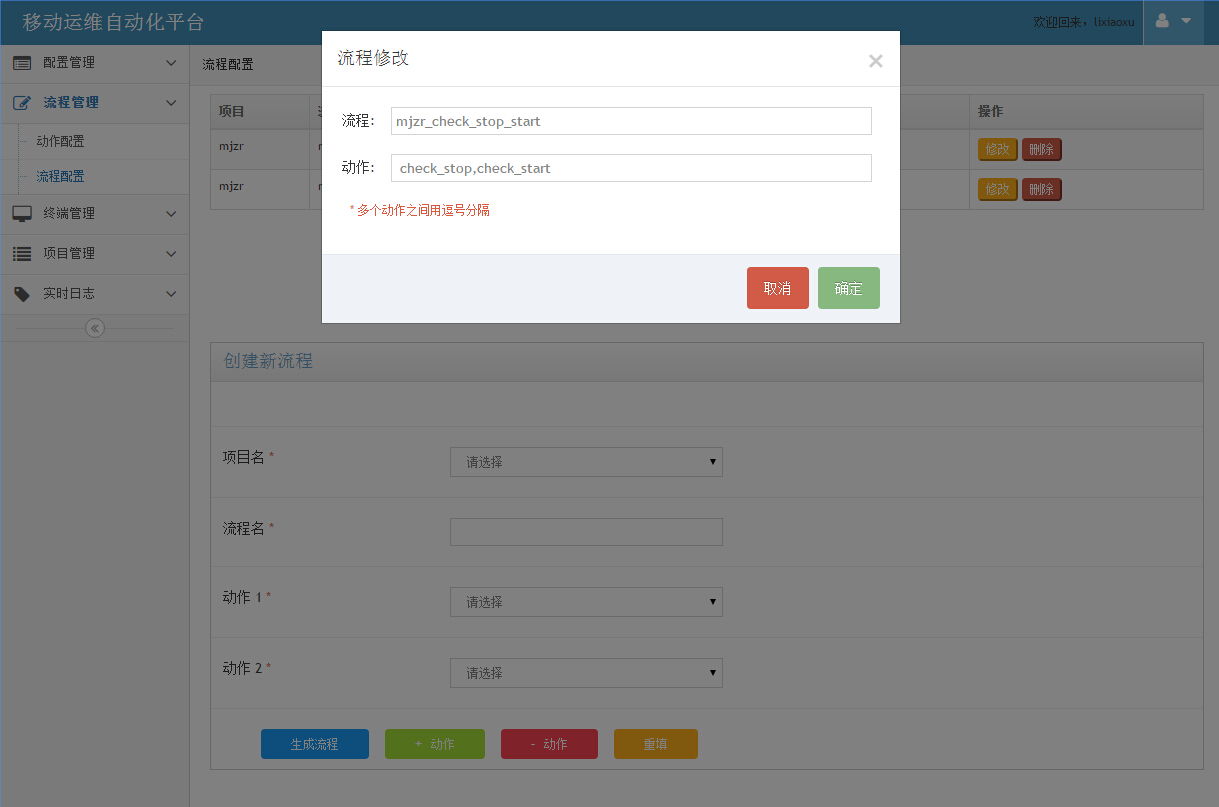 移动运维自动化平台
欢迎回来，lixiaoxu
配置管理
流程管理
动作配置
流程配置
终端管理
项目管理
实时日志
流程配置
项目
操作
mjzr
修改 删除
mjzr
修改 删除
流程修改
×
流程：
mjzr_check_stop_start
动作：
check_stop,check_start
*多个动作之间用逗号分隔
取消
确定
创建新流程
项目名 *
请选择
流程名 *
动作 1 *
请选择
动作 2 *
请选择
生成流程
+ 动作
- 动作
重填